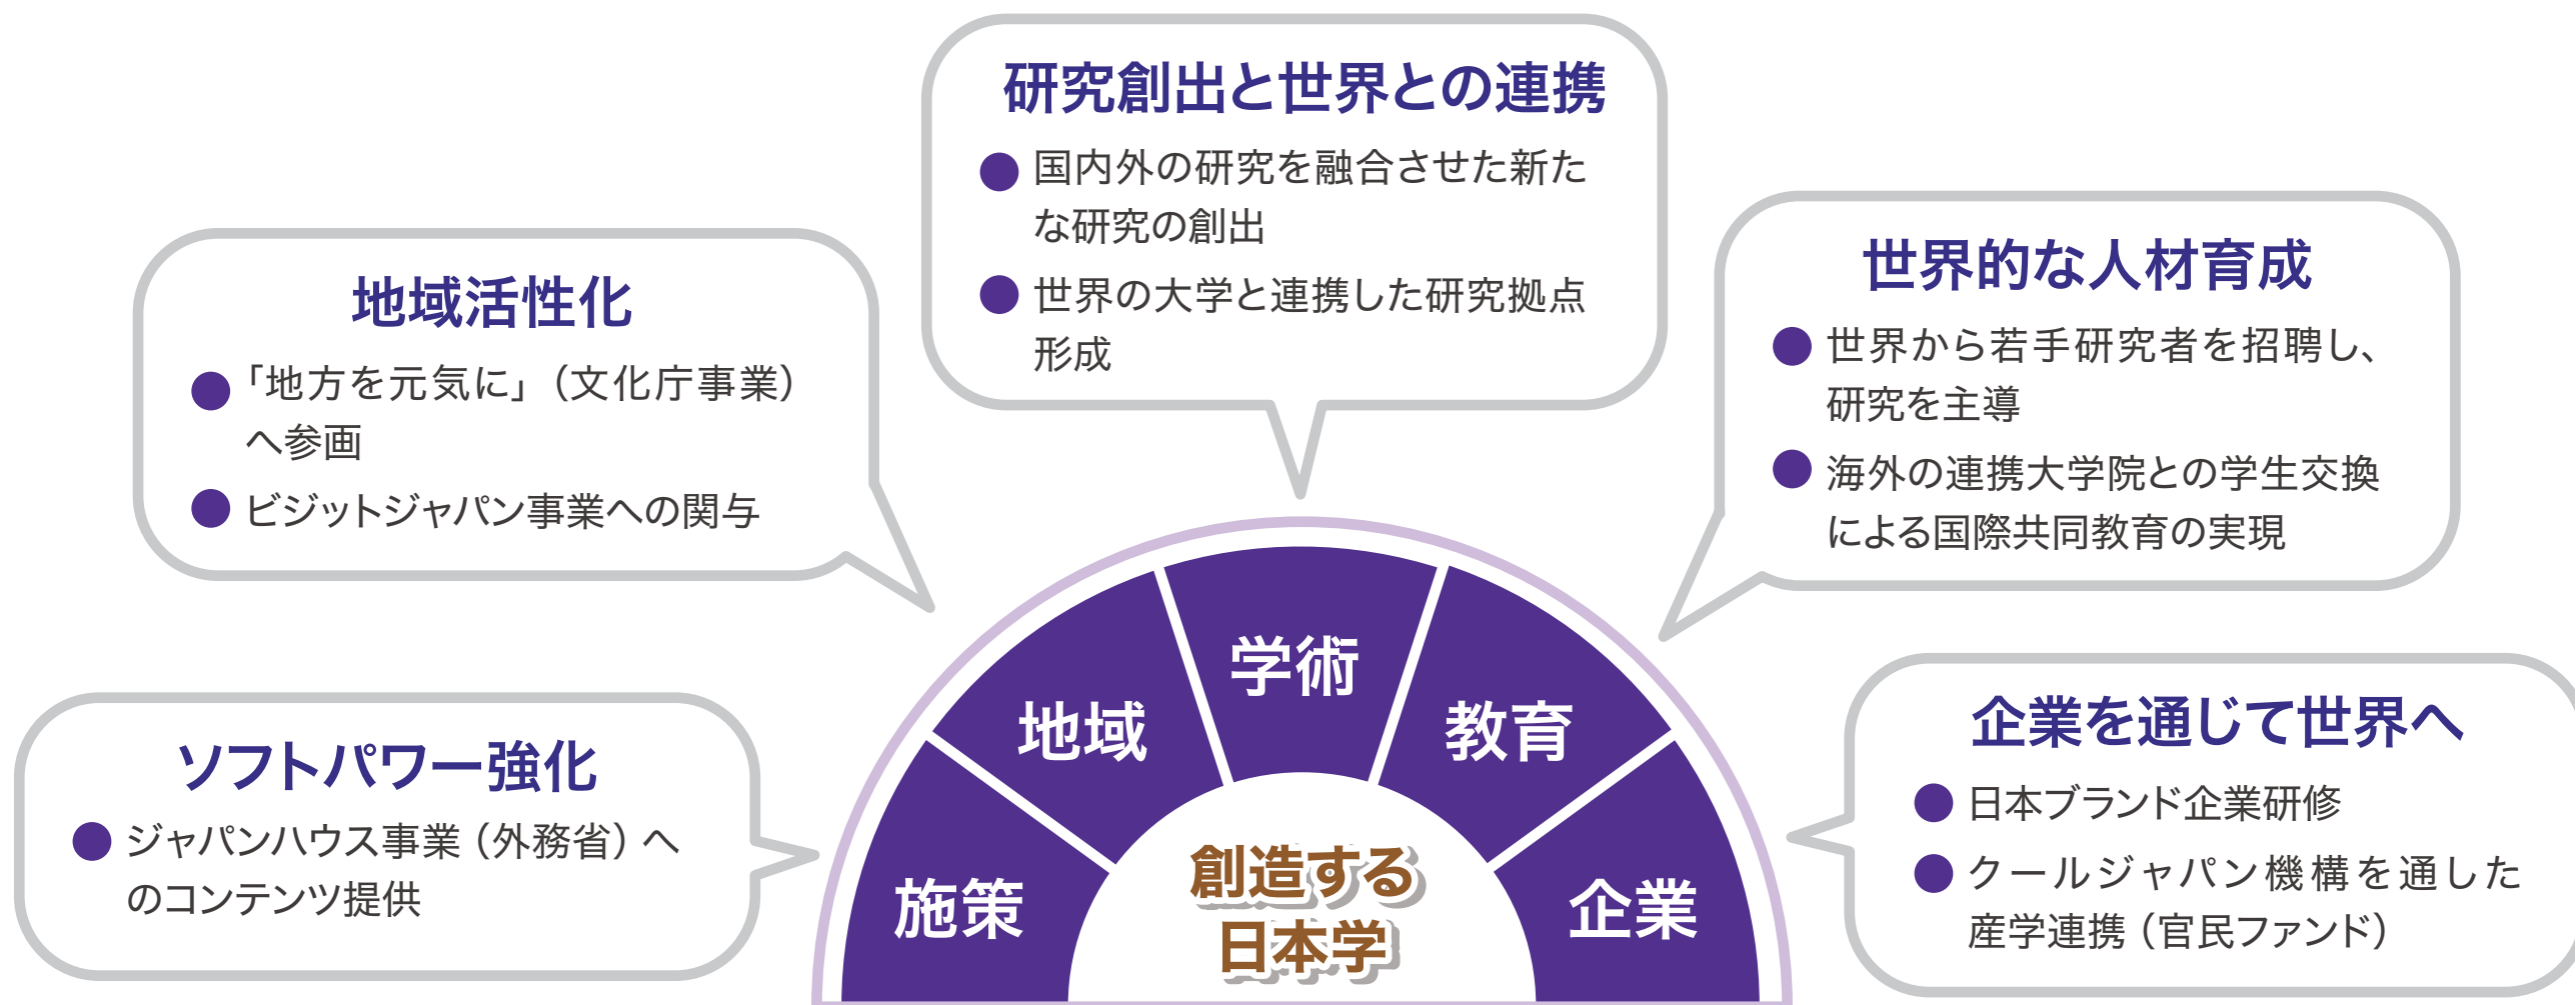 研究創出と世界との連携
国内外の研究を融合させた新た
な研究の創出
世界の大学と連携した研究拠点
形成
地域活性化
「地方を元気に」（文化庁事業）
へ参画
ビジットジャパン事業への関与
世界的な人材育成
世界から若手研究者を招聘し、
研究を主導
海外の連携大学院との学生交換
による国際共同教育の実現
ソフトパワー強化
ジャパンハウス事業（外務省）へ
のコンテンツ提供
企業を通じて世界へ
日本ブランド企業研修
クールジャパン機構を通した
産学連携（官民ファンド）
施策
地域
学術
教育
企業
創造する
日本学